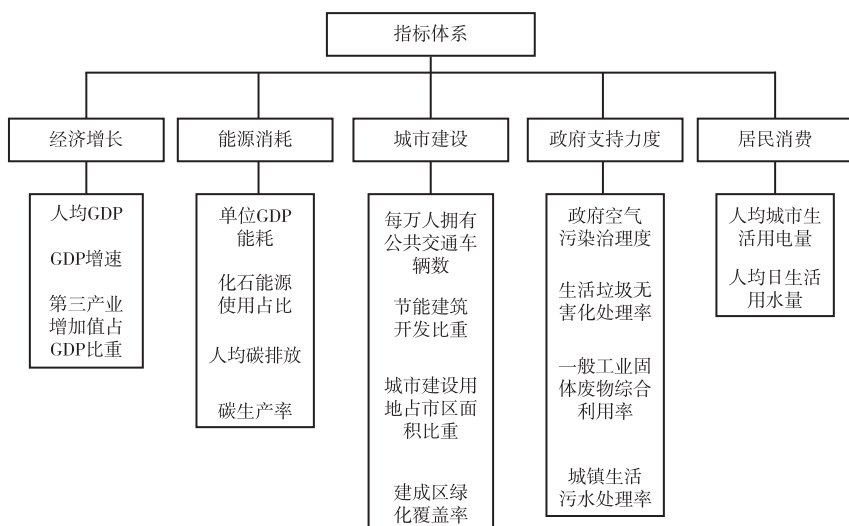 指标体系
经济增长
能源消耗
城市建设
政府支持力度
居民消费
人均GDP
GDP增速
第三产业
增加值占
GDP比重
单位GDP
能耗
化石能源
使用占比
人均碳排放
碳生产率
每万人拥有
公共交通车
辆数
节能建筑
开发比重
城市建设用
地占市区面
积比重
建成区绿
化覆盖率
政府空气
污染治理度
生活垃圾无
害化处理率
一般工业固
体废物综合
利用率
城镇生活
污水处理率
人均城市生
活用电量
人均日生活
用水量